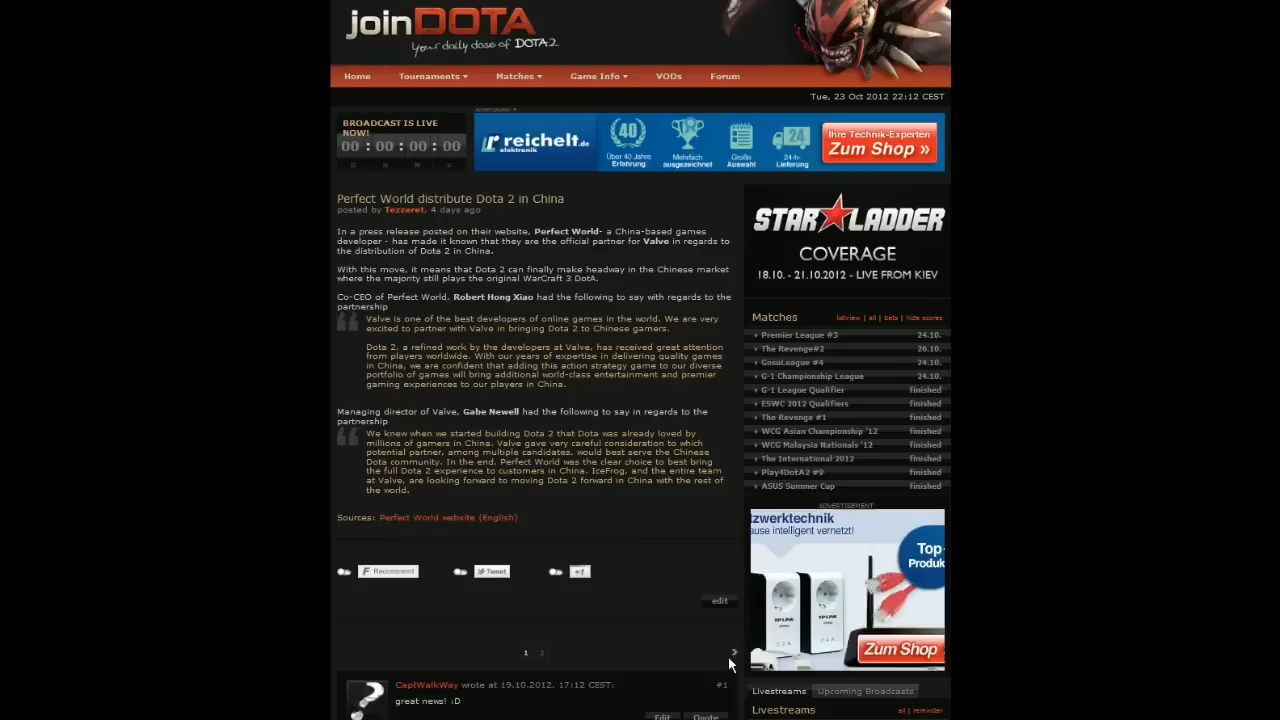 joinDOTA
Your daily dose of DOTA2
Home Tournaments Matches Game Info VODs Forum
Tue, 23 Oct 2012 22:12 CEST
BROADCAST IS LIVE
NOW!
00 : 00 : 00 : 00
D H M S
reichelt.de
elektronik
40
Über 40 Jahre
Erfahrung
Mehrfach
ausgezeichnet
Große
Auswahl
24
24-h-
Lieferung
Ihre Technik-Experten
Zum Shop »
Perfect World distribute Dota 2 in China
posted by Tezzeret, 4 days ago
In a press release posted on their website, Perfect World- a China-based games
developer - has made it known that they are the official partner for Valve in regards to
the distribution of Dota 2 in China.
With this move, it means that Dota 2 can finally make headway in the Chinese market
where the majority still plays the original WarCraft 3 DotA.
Co-CEO of Perfect World, Robert Hong Xiao had the following to say with regards to the
partnership
Valve is one of the best developers of online games in the world. We are very
excited to partner with Valve in bringing Dota 2 to Chinese gamers.
Dota 2, a refined work by the developers at Valve, has received great attention
from players worldwide. With our years of expertise in delivering quality games
in China, we are confident that adding this action strategy game to our diverse
portfolio of games will bring additional world-class entertainment and premier
gaming experiences to our players in China.
Managing director of Valve, Gabe Newell had the following to say in regards to the
partnership
We knew when we started building Dota 2 that Dota was already loved by
millions of gamers in China. Valve gave very careful consideration to which
potential partner, among multiple candidates, would best serve the Chinese
Dota community. In the end, Perfect World was the clear choice to best bring
the full Dota 2 experience to customers in China. IceFrog, and the entire team
at Valve, are looking forward to moving Dota 2 forward in China with the rest of
the world.
Sources: Perfect World website (English)
Recommend Tweet +1
edit
1 2
CaptWalkWay wrote at 19.10.2012, 17:12 CEST: #1
great news! :D
Edit Quote
STAR LADDER
COVERAGE
18.10. - 21.10.2012 - LIVE FROM KIEV
Matches listview | all | beta | hide scores
Premier League #3 24.10.
The Revenge#2 26.10.
GosuLeague #4 24.10.
G-1 Championship League 24.10.
G-1 League Qualifier finished
ESWC 2012 Qualifiers finished
The Revenge #1 finished
WCG Asian Championship '12 finished
WCG Malaysia Nationals '12 finished
The International 2012 finished
Play4DotA2 #9 finished
ASUS Summer Cup finished
ADVERTISEMENT:
tzwerktechnik
ause intelligent vernetzt!
Top-
Produk
TP-LINK TP-LINK
Zum Shop »
Livestreams Upcoming Broadcasts
Livestreams all | reminder